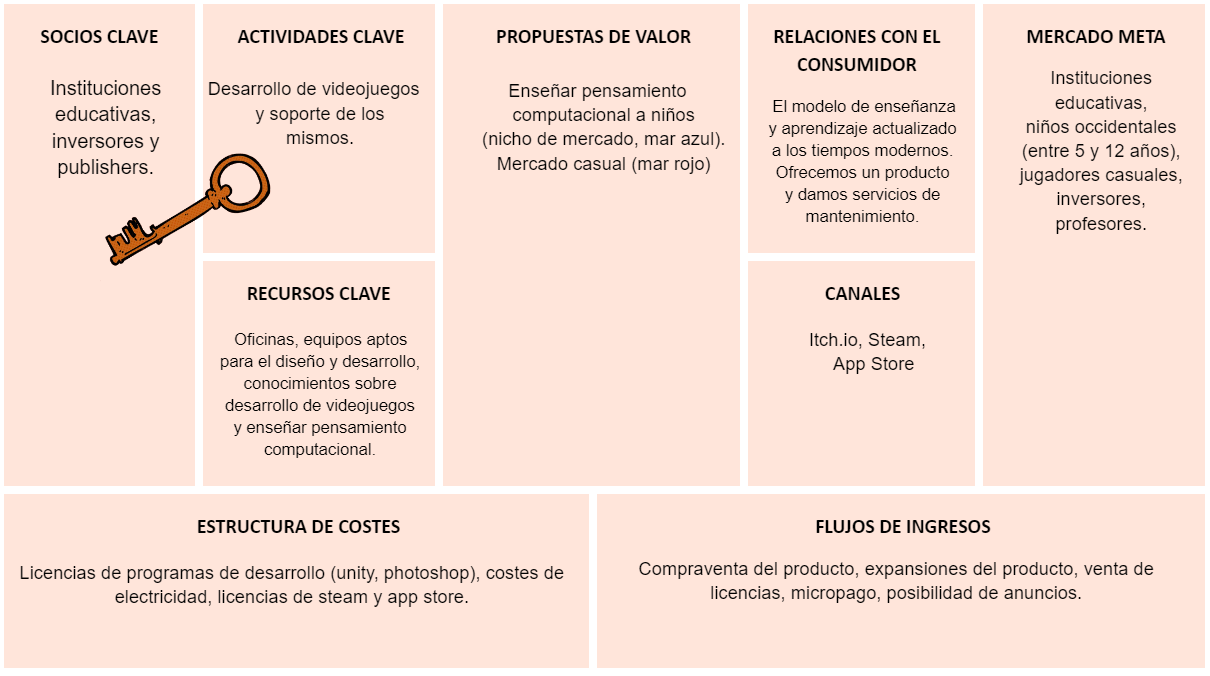 SOCIOS CLAVE
Instituciones
educativas,
inversores y
publishers.
ACTIVIDADES CLAVE
Desarrollo de videojuegos
y soporte de los
mismos.
RECURSOS CLAVE
Oficinas, equipos aptos
para el diseño y desarrollo,
conocimientos sobre
desarrollo de videojuegos
y enseñar pensamiento
computacional.
PROPUESTAS DE VALOR
Enseñar pensamiento
computacional a niños
(nicho de mercado, mar azul).
Mercado casual (mar rojo)
RELACIONES CON EL
CONSUMIDOR
El modelo de enseñanza
y aprendizaje actualizado
a los tiempos modernos.
Ofrecemos un producto
y damos servicios de
mantenimiento.
CANALES
Itch.io, Steam,
App Store
MERCADO META
Instituciones
educativas,
niños occidentales
(entre 5 y 12 años),
jugadores casuales,
inversores,
profesores.
ESTRUCTURA DE COSTES
Licencias de programas de desarrollo (unity, photoshop), costes de
electricidad, licencias de steam y app store.
FLUJOS DE INGRESOS
Compraventa del producto, expansiones del producto, venta de
licencias, micropago, posibilidad de anuncios.